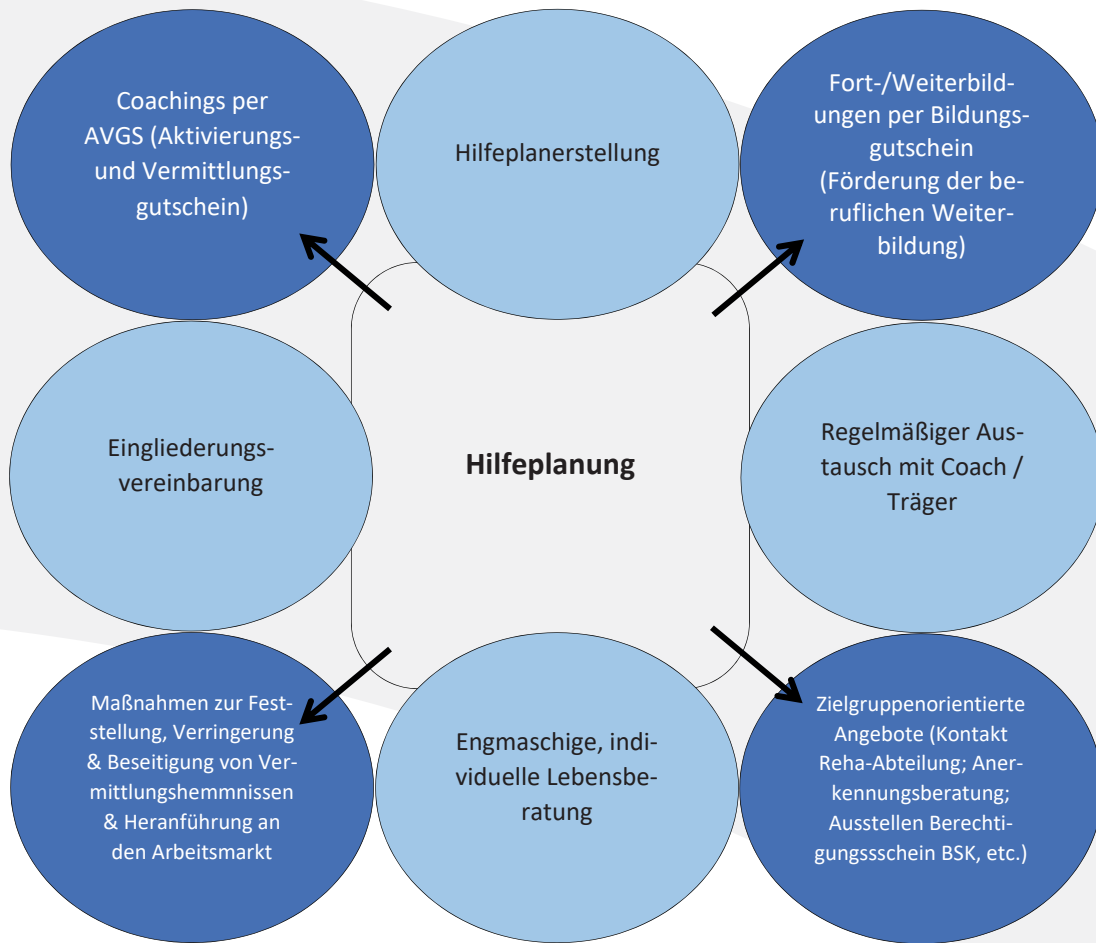 Coachings per
AVGS (Aktivierungs-
und Vermittlungs-
gutschein)
Hilfeplanerstellung
Fort-/Weiterbild-
ungen per Bildungs-
gutschein
(Förderung der be-
ruflichen Weiter-
bildung)
Eingliederungs-
vereinbarung
Hilfeplanung
Regelmäßiger Aus-
tausch mit Coach /
Träger
Maßnahmen zur Fest-
stellung, Verringerung
& Beseitigung von Ver-
mittlungshemmnissen
& Heranführung an
den Arbeitsmarkt
Engmaschige, indi-
viduelle Lebensbe-
ratung
Zielgruppenorientierte
Angebote (Kontakt
Reha-Abteilung; Aner-
kennungsberatung;
Ausstellen Berechti-
gungssschein BSK, etc.)